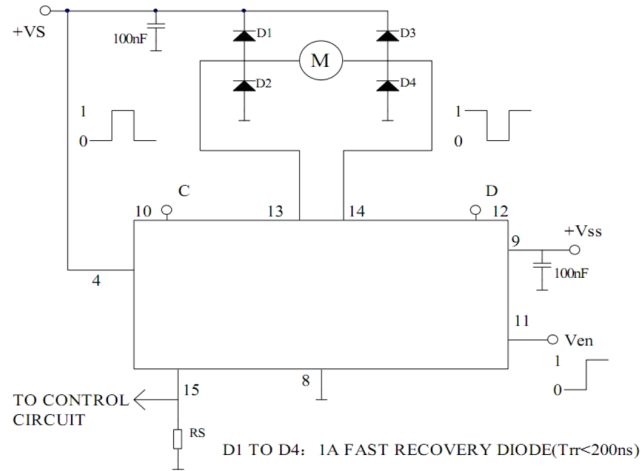 +VS
100nF
D1
D3
M
D2
D4
1
0
1
0
C
D
10
13
14
12
+Vss
9
100nF
4
11
Ven
1
0
15
8
TO CONTROL
CIRCUIT
RS
D1 TO D4: 1A FAST RECOVERY DIODE(Trr<200ns)